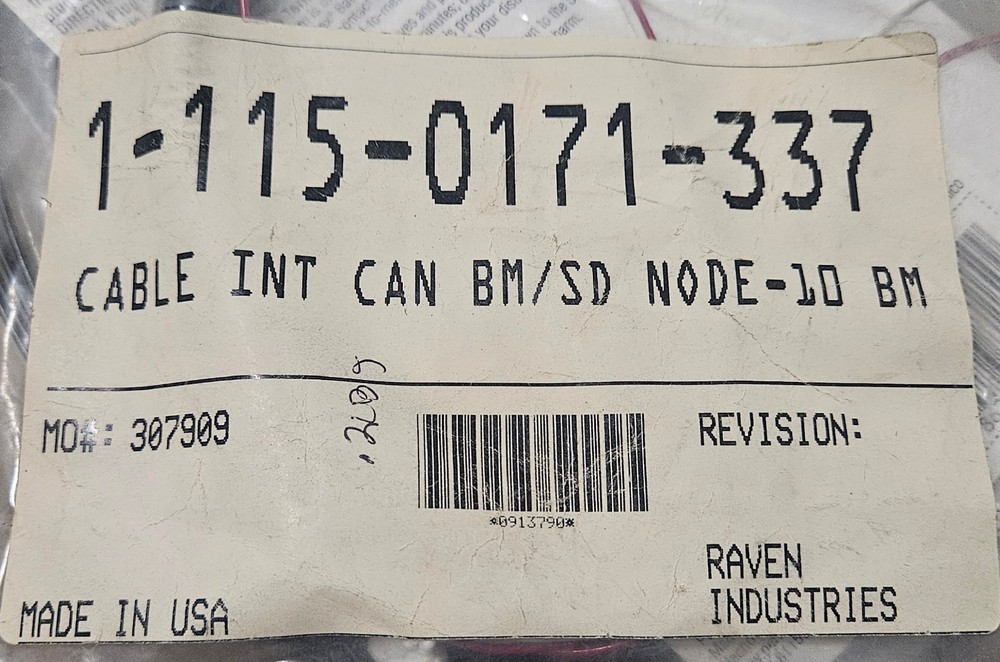 1-115-0171-337
CABLE INT CAN BM/SD NODE-10 BM
MO#: 307909
*0913790*
REVISION:
RAVEN
INDUSTRIES
MADE IN USA